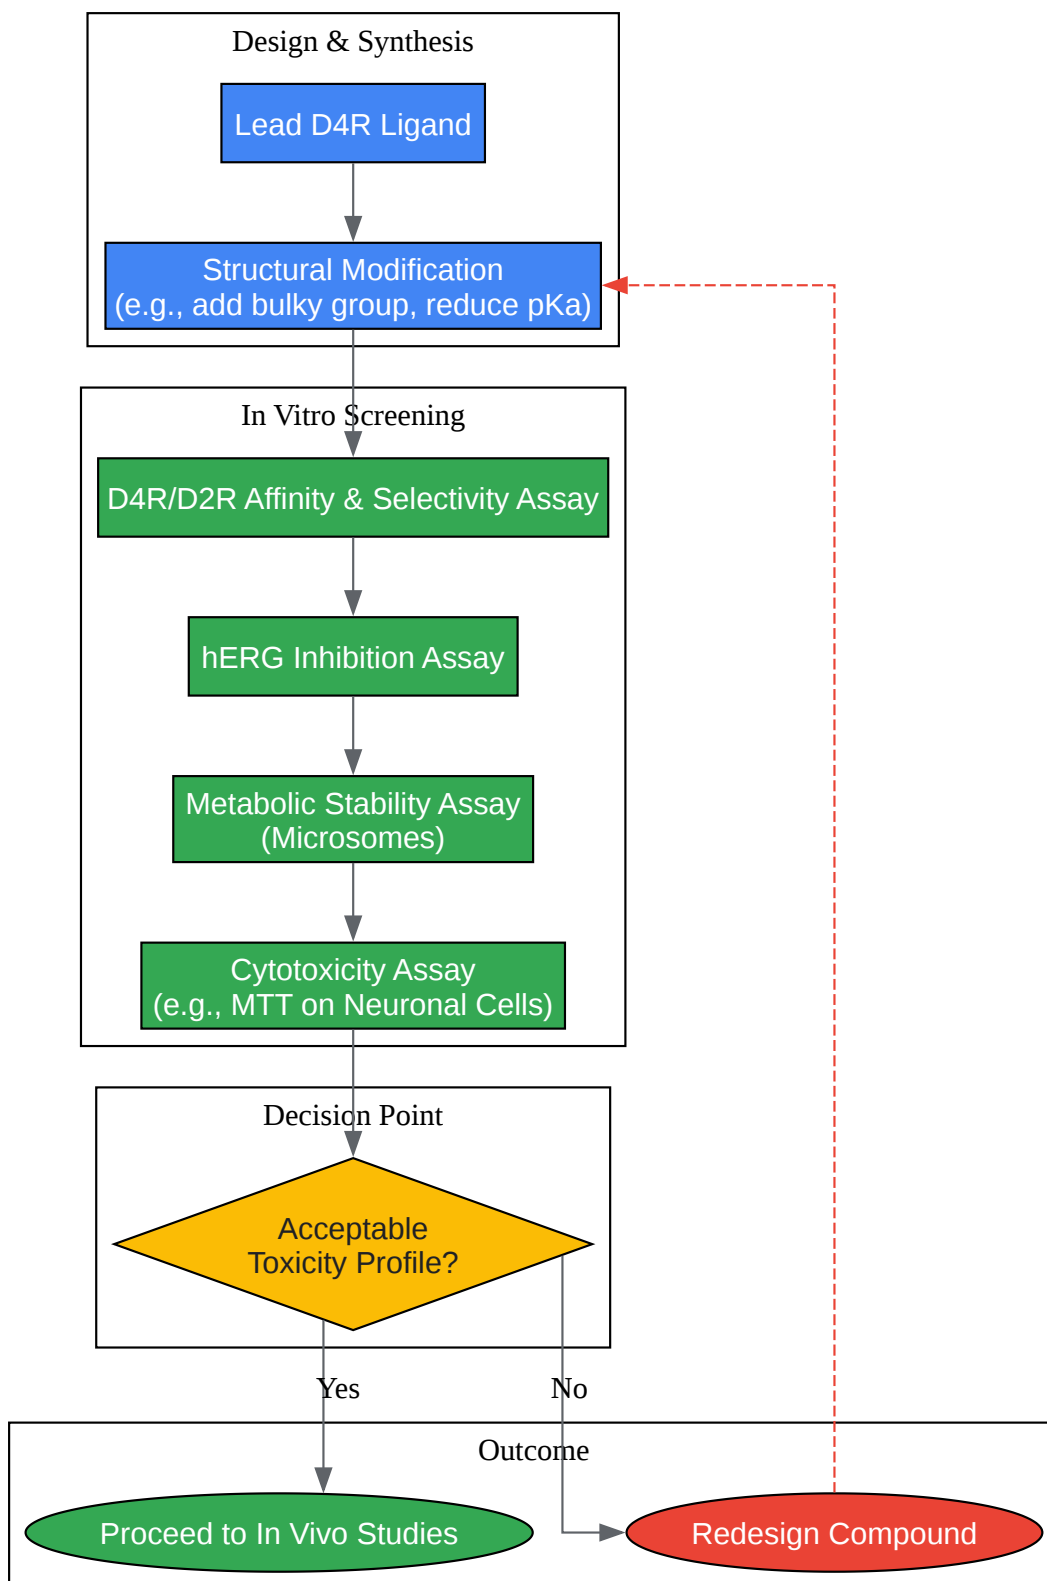 Design & Synthesis
Lead D4R Ligand
Structural Modification
(e.g., add bulky group, reduce pKa)
In Vitro Screening
D4R/D2R Affinity & Selectivity Assay
hERG Inhibition Assay
Metabolic Stability Assay
(Microsomes)
Cytotoxicity Assay
(e.g., MTT on Neuronal Cells)
Decision Point
Acceptable
Toxicity Profile?
Yes
No
Outcome
Proceed to In Vivo Studies
Redesign Compound